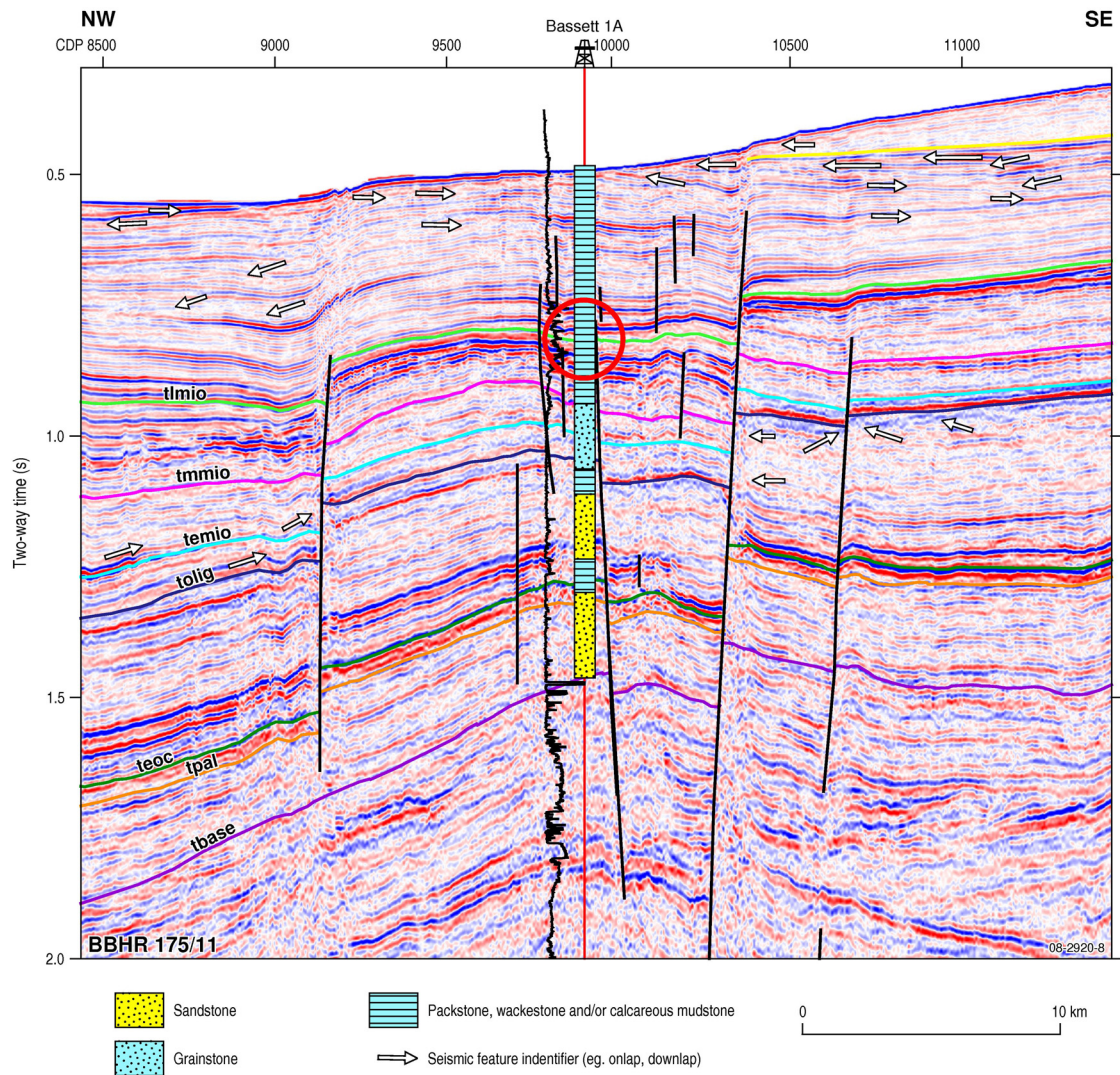 NW
Bassett 1A
SE
CDP 8500 9000 9500 10000 10500 11000
0.5
tlmio
1.0
tmmio
temio
tolig
Two-way time (s)
1.5
teoc
tpal
tbase
BBHR 175/11
08-2920-8
2.0
Sandstone
Packstone, wackestone and/or calcareous mudstone
0 10 km
Grainstone
Seismic feature indentifier (eg. onlap, downlap)